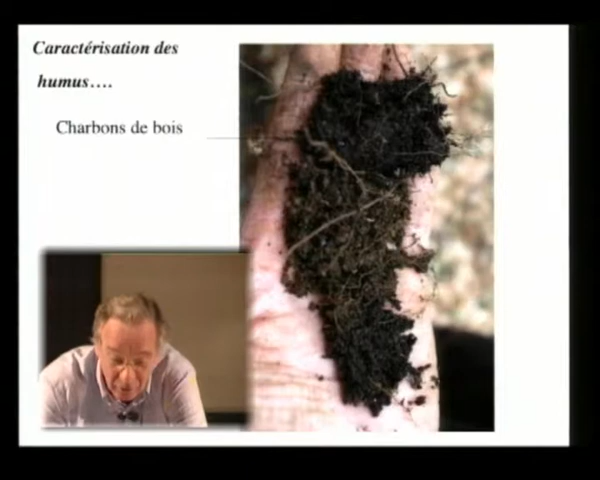 Caractérisation des
humus….
Charbons de bois